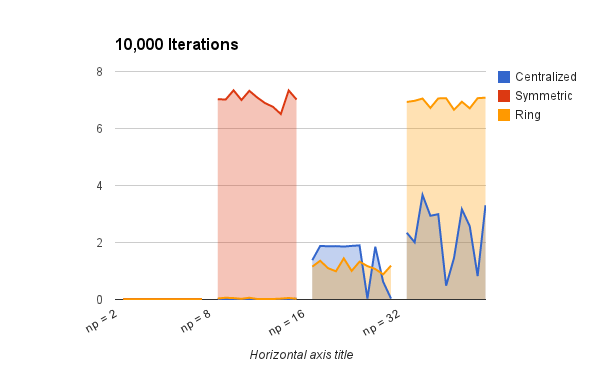 10,000 Iterations
8
6
4
2
0
Centralized
Symmetric
Ring
np = 2
np = 8
np = 16
np = 32
Horizontal axis title